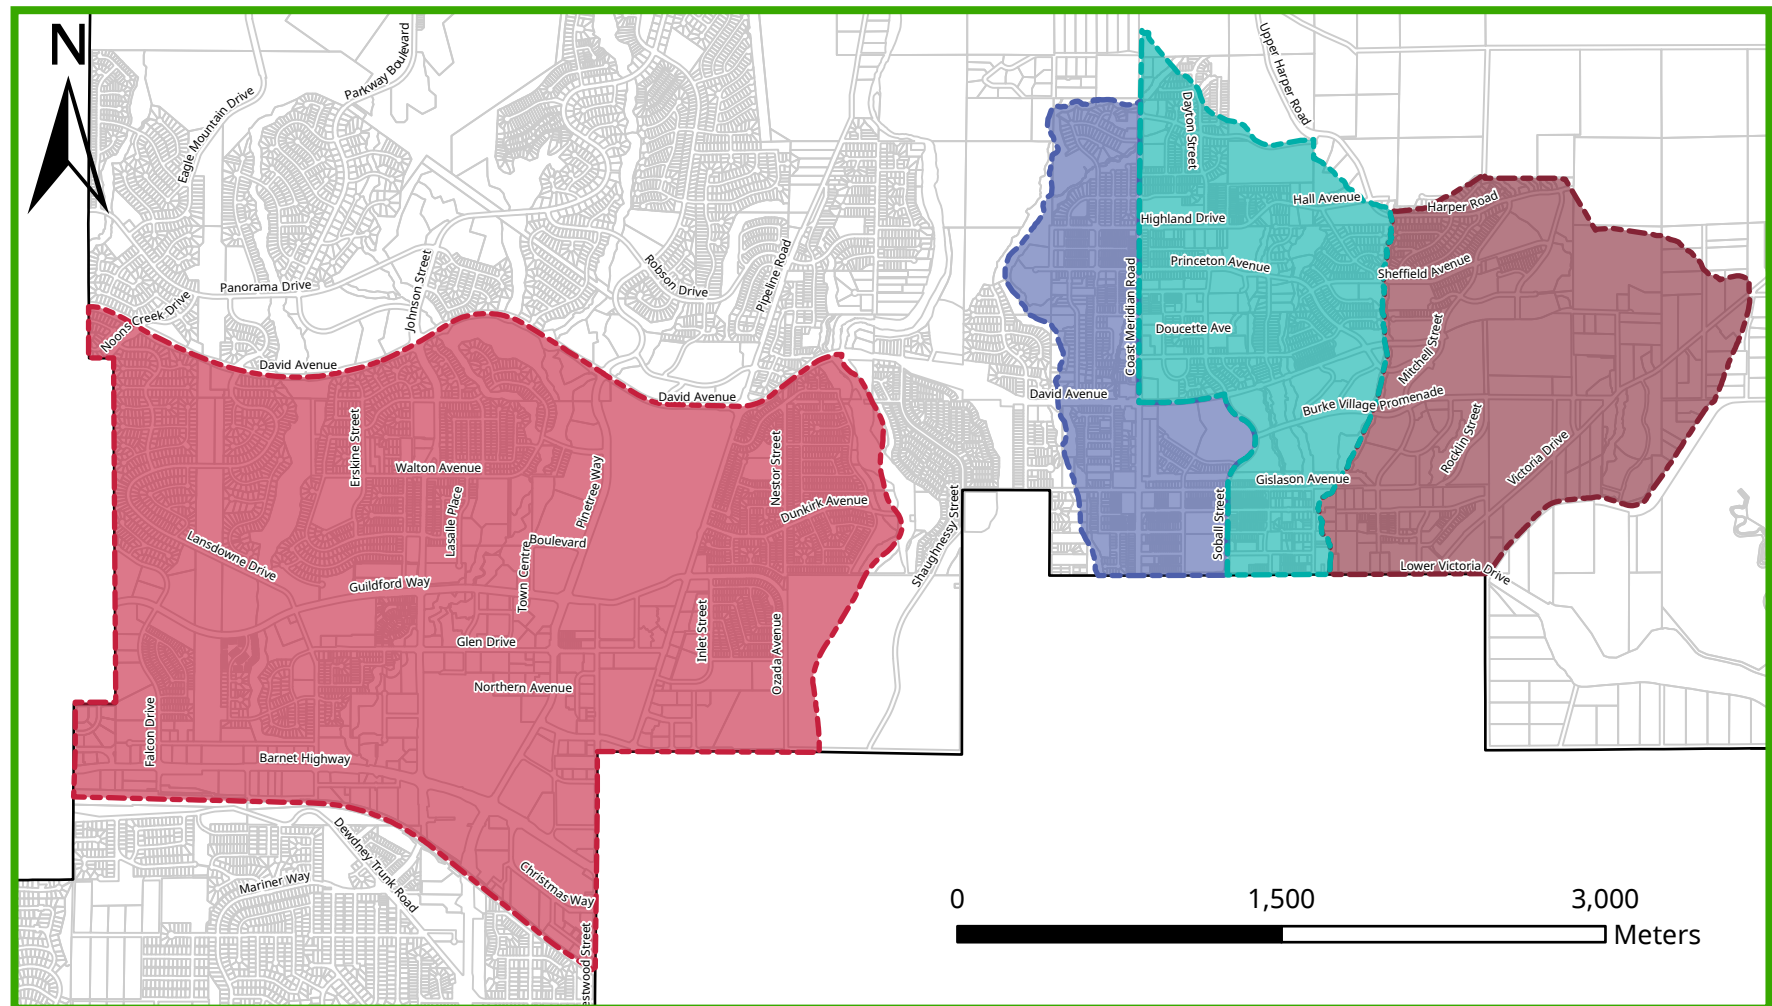 N
Parkway Boulevard
Eagle Mountain Drive
Upper Harper Road
Dayton Street
Hall Avenue
Harper Road
Highland Drive
Princeton Avenue
Sheffield Avenue
Coast Meridian Road
Doucette Ave
Mitchell Street
Johnson Street
Robson Drive
Pipeline Road
Panorama Drive
Noons Creek Drive
David Avenue
David Avenue
David Avenue
Burke Village Promenade
Rocklin Street
Victoria Drive
Gislason Avenue
Soball Street
Lower Victoria Drive
Erskine Street
Walton Avenue
Lasalle Place
Pinetree Way
Nestor Street
Dunkirk Avenue
Shaughnessy Street
Lansdowne Drive
Guildford Way
Town Centre
Boulevard
Glen Drive
Inlet Street
Ozada Avenue
Northern Avenue
Falcon Drive
Barnet Highway
Dewdney Trunk Road
Mariner Way
Christmas Way
estwood Street
0 1,500 3,000
Meters